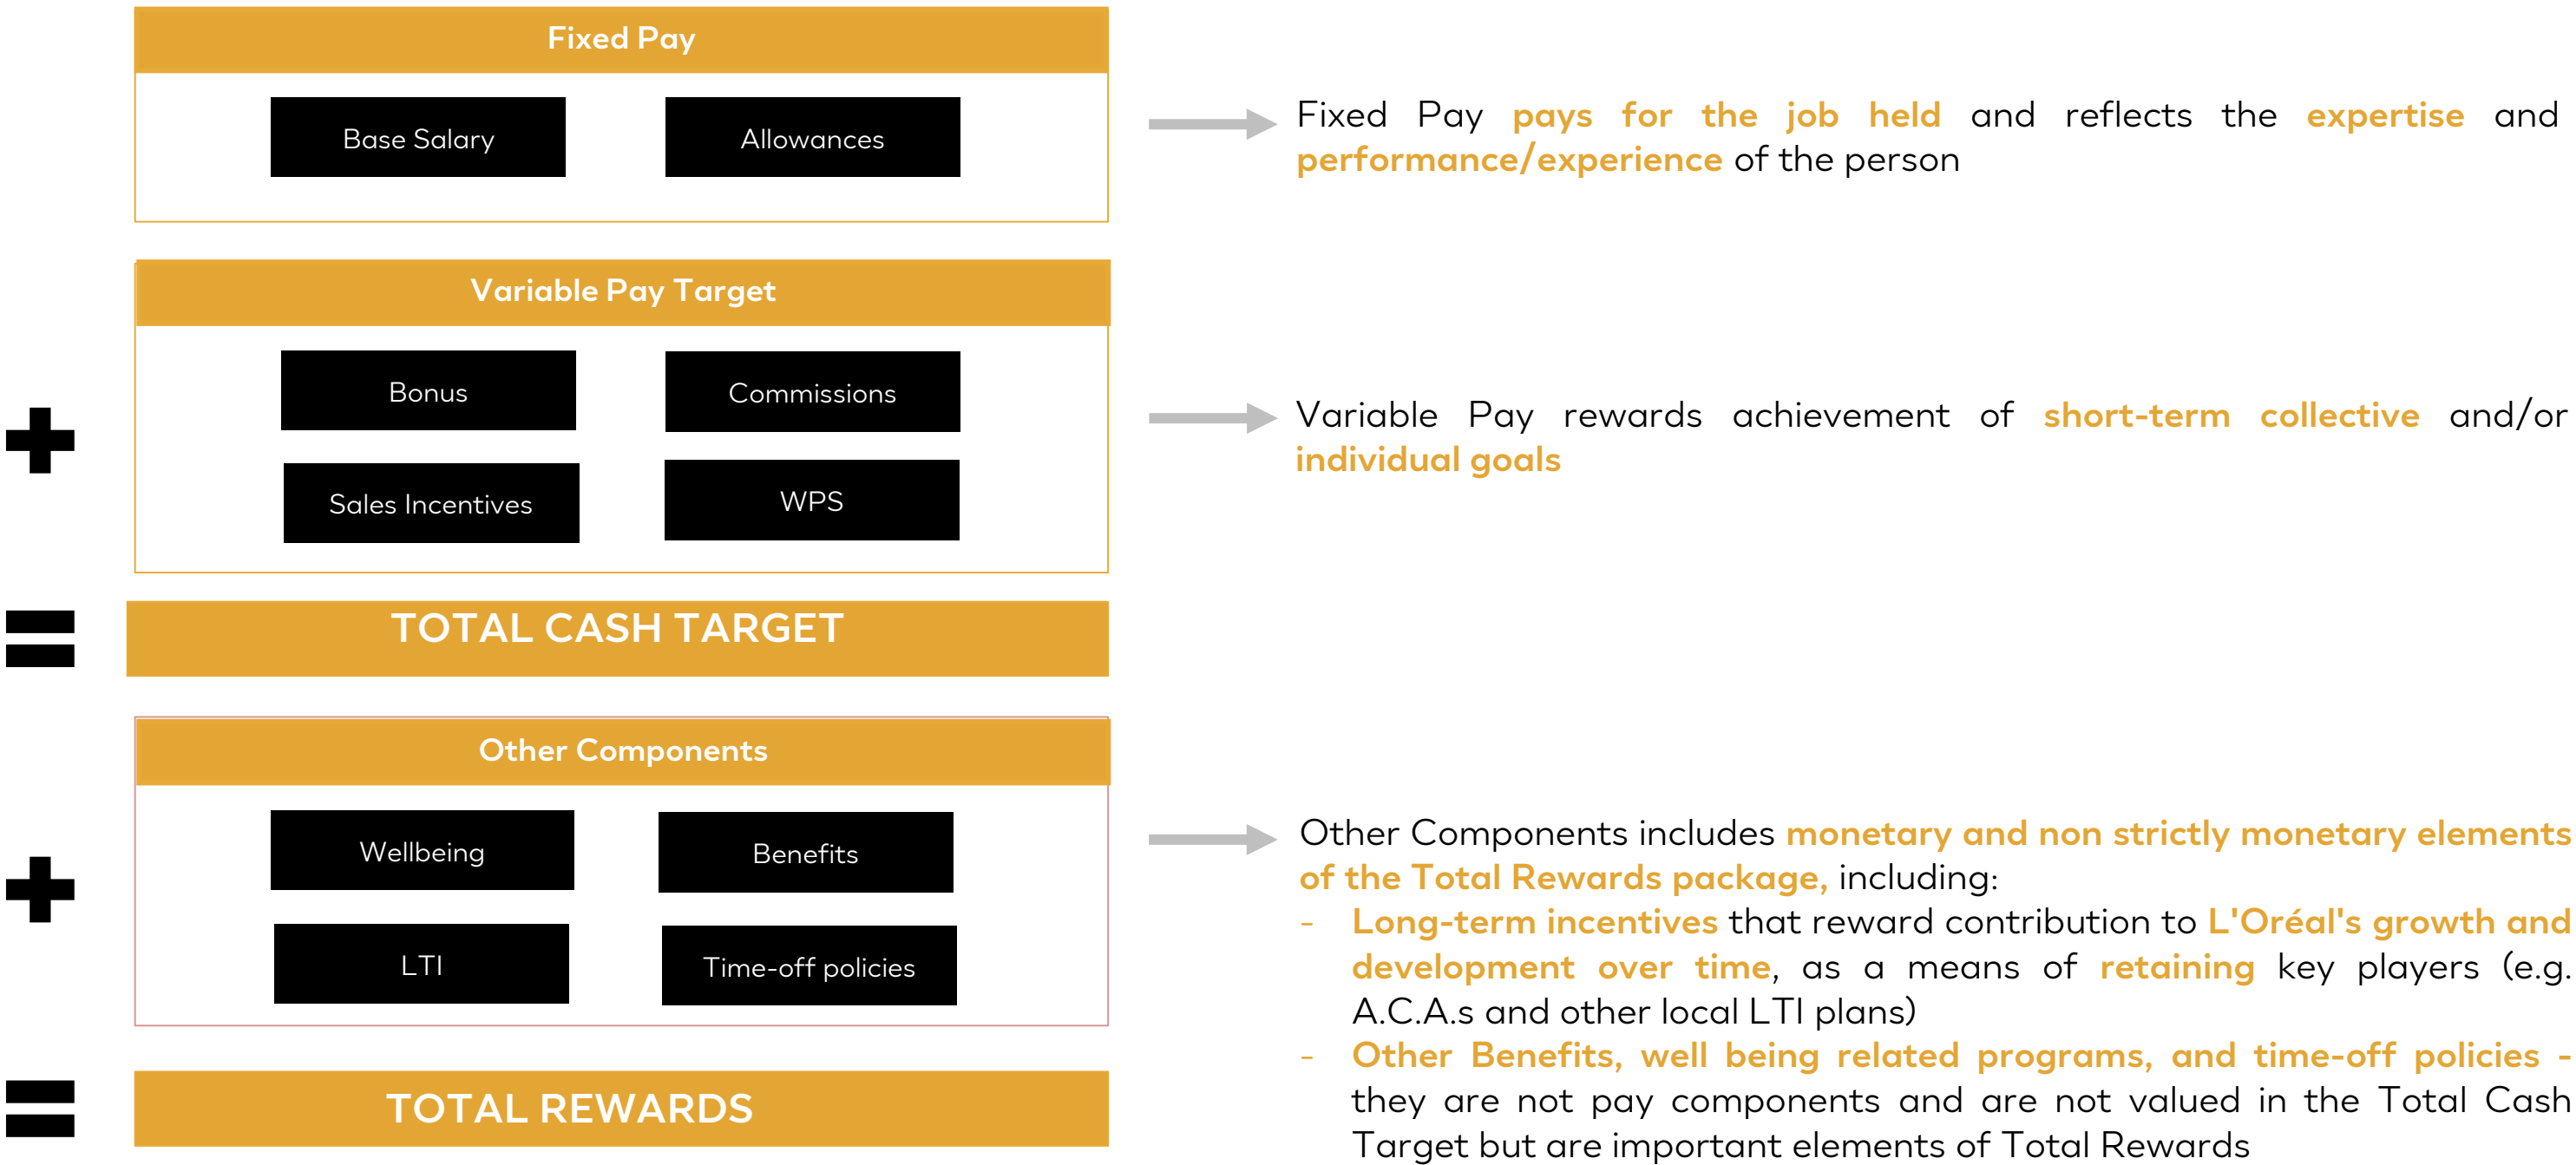 Fixed Pay
Base Salary
Allowances
Fixed Pay pays for the job held and reflects the expertise and
performance/experience of the person
Variable Pay Target
Bonus
Commissions
Sales Incentives
WPS
Variable Pay rewards achievement of short-term collective and/or
individual goals
TOTAL CASH TARGET
Other Components
Wellbeing
Benefits
LTI
Time-off policies
Other Components includes monetary and non strictly monetary elements
of the Total Rewards package, including:
- Long-term incentives that reward contribution to L'Oréal's growth and
development over time, as a means of retaining key players (e.g.
A.C.A.s and other local LTI plans)
- Other Benefits, well being related programs, and time-off policies -
they are not pay components and are not valued in the Total Cash
Target but are important elements of Total Rewards
TOTAL REWARDS